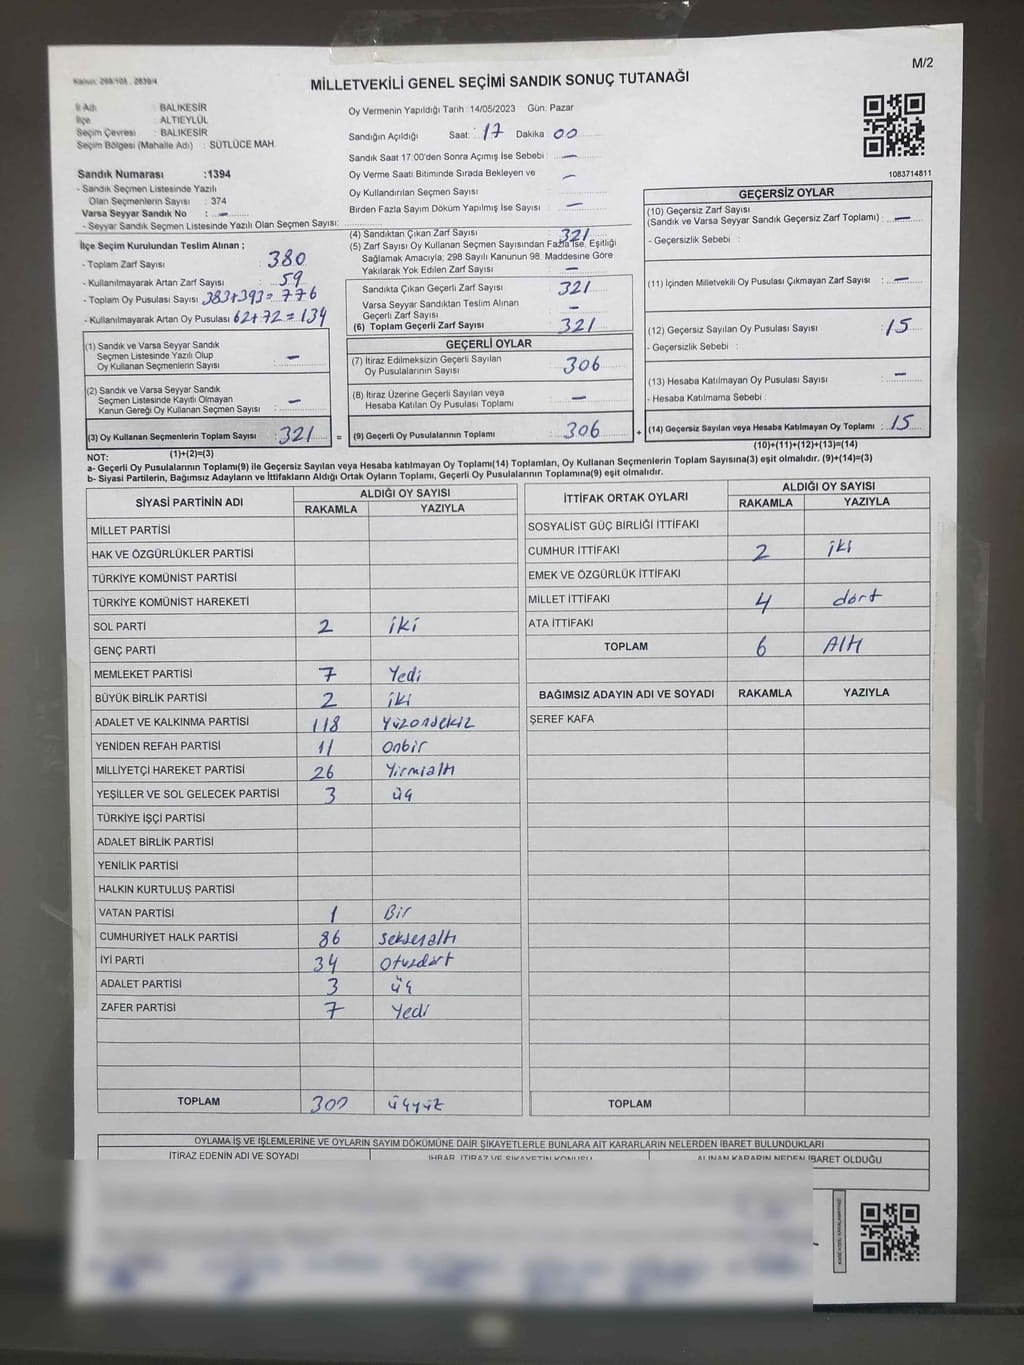 Kanun: 298/105 , 2839/4
M/2
MİLLETVEKİLİ GENEL SEÇİMİ SANDIK SONUÇ TUTANAĞI
İl Adı : BALIKESİR
İlçe : ALTIEYLÜL
Seçim Çevresi : BALIKESİR
Seçim Bölgesi (Mahalle Adı) : SÜTLÜCE MAH.
Sandık Numarası :1394
- Sandık Seçmen Listesinde Yazılı
Olan Seçmenlerin Sayısı : 374
Varsa Seyyar Sandık No : –
- Seyyar Sandık Seçmen Listesinde Yazılı Olan Seçmen Sayısı:
Oy Vermenin Yapıldığı Tarih :14/05/2023 Gün: Pazar
Sandığın Açıldığı Saat : 17 Dakika 00
Sandık Saat 17:00'den Sonra Açımış İse Sebebi : –
Oy Verme Saati Bitiminde Sırada Bekleyen ve –
Oy Kullandırılan Seçmen Sayısı
Birden Fazla Sayım Döküm Yapılmış İse Sayısı –
1083714811
İlçe Seçim Kurulundan Teslim Alınan ;
- Toplam Zarf Sayısı : 380
- Kullanılmayarak Artan Zarf Sayısı : 59
- Toplam Oy Pusulası Sayısı : 383+393=776
- Kullanılmayarak Artan Oy Pusulası : 62+72=134
(1) Sandık ve Varsa Seyyar Sandık
Seçmen Listesinde Yazılı Olup
Oy Kullanan Seçmenlerin Sayısı : –
(2) Sandık ve Varsa Seyyar Sandık
Seçmen Listesinde Kayıtlı Olmayan
Kanun Gereği Oy Kullanan Seçmen Sayısı : –
(3) Oy Kullanan Seçmenlerin Toplam Sayısı : 321 =
(4) Sandıktan Çıkan Zarf Sayısı : 321
(5) Zarf Sayısı Oy Kullanan Seçmen Sayısından Fazla İse, Eşitliği
Sağlamak Amacıyla; 298 Sayılı Kanunun 98. Maddesine Göre
Yakılarak Yok Edilen Zarf Sayısı –
Sandıkta Çıkan Geçerli Zarf Sayısı 321
Varsa Seyyar Sandıktan Teslim Alınan
Geçerli Zarf Sayısı –
(6) Toplam Geçerli Zarf Sayısı 321
GEÇERLİ OYLAR
(7) İtiraz Edilmeksizin Geçerli Sayılan
Oy Pusulalarının Sayısı 306
(8) İtiraz Üzerine Geçerli Sayılan veya
Hesaba Katılan Oy Pusulası Toplamı –
(9) Geçerli Oy Pusulalarının Toplamı 306 +
GEÇERSİZ OYLAR
(10) Geçersiz Zarf Sayısı
(Sandık ve Varsa Seyyar Sandık Geçersiz Zarf Toplamı) : –
- Geçersizlik Sebebi :
(11) İçinden Milletvekili Oy Pusulası Çıkmayan Zarf Sayısı : –
(12) Geçersiz Sayılan Oy Pusulası Sayısı : 15
- Geçersizlik Sebebi :
(13) Hesaba Katılmayan Oy Pusulası Sayısı : –
- Hesaba Katılmama Sebebi :
(14) Geçersiz Sayılan veya Hesaba Katılmayan Oy Toplamı : 15
(1)+(2)=(3)
(10)+(11)+(12)+(13)=(14)
NOT:
a- Geçerli Oy Pusulalarının Toplamı(9) ile Geçersiz Sayılan veya Hesaba katılmayan Oy Toplamı(14) Toplamları, Oy Kullanan Seçmenlerin Toplam Sayısına(3) eşit olmalıdır. (9)+(14)=(3)
b- Siyasi Partilerin, Bağımsız Adayların ve İttifakların Aldığı Ortak Oyların Toplamı, Geçerli Oy Pusulalarının Toplamına(9) eşit olmalıdır.
SİYASİ PARTİNİN ADI ALDIĞI OY SAYISI
RAKAMLA YAZIYLA
MİLLET PARTİSİ
HAK VE ÖZGÜRLÜKLER PARTİSİ
TÜRKİYE KOMÜNİST PARTİSİ
TÜRKİYE KOMÜNİST HAREKETİ
SOL PARTİ 2 iki
GENÇ PARTİ
MEMLEKET PARTİSİ 7 Yedi
BÜYÜK BİRLİK PARTİSİ 2 iki
ADALET VE KALKINMA PARTİSİ 118 Yüzonsekiz
YENİDEN REFAH PARTİSİ 11 Onbir
MİLLİYETÇİ HAREKET PARTİSİ 26 Yirmialtı
YEŞİLLER VE SOL GELECEK PARTİSİ 3 üç
TÜRKİYE İŞÇİ PARTİSİ
ADALET BİRLİK PARTİSİ
YENİLİK PARTİSİ
HALKIN KURTULUŞ PARTİSİ
VATAN PARTİSİ 1 Bir
CUMHURİYET HALK PARTİSİ 86 Seksenaltı
İYİ PARTİ 34 Otuzdört
ADALET PARTİSİ 3 üç
ZAFER PARTİSİ 7 Yedi
TOPLAM 300 üçyüz
İTTİFAK ORTAK OYLARI ALDIĞI OY SAYISI
RAKAMLA YAZIYLA
SOSYALİST GÜÇ BİRLİĞİ İTTİFAKI
CUMHUR İTTİFAKI 2 iki
EMEK VE ÖZGÜRLÜK İTTİFAKI
MİLLET İTTİFAKI 4 dört
ATA İTTİFAKI
TOPLAM 6 Altı
BAĞIMSIZ ADAYIN ADI VE SOYADI RAKAMLA YAZIYLA
ŞEREF KAFA
TOPLAM
OYLAMA İŞ VE İŞLEMLERİNE VE OYLARIN SAYIM DÖKÜMÜNE DAİR ŞİKAYETLERLE BUNLARA AİT KARARLARIN NELERDEN İBARET BULUNDUKLARI
İTİRAZ EDENİN ADI VE SOYADI İHBAR, İTİRAZ VE ŞİKAYETİN KONUSU ALINAN KARARIN NEDEN İBARET OLDUĞU